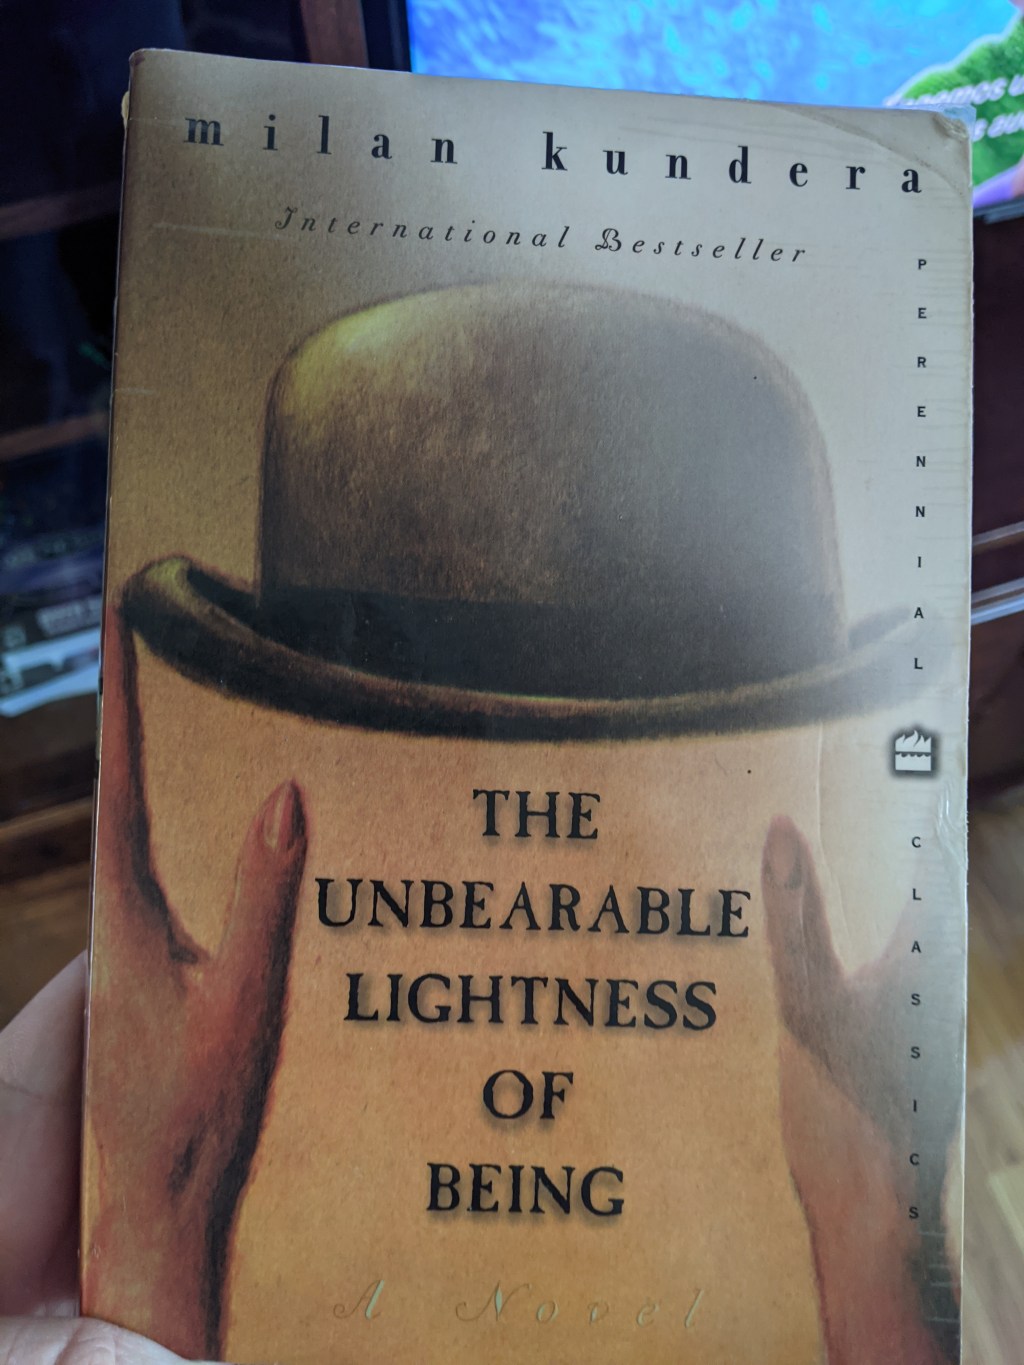 milan kundera
International Bestseller
PERENNIAL
CLASSICS
THE
UNBEARABLE
LIGHTNESS
OF
BEING
A Novel